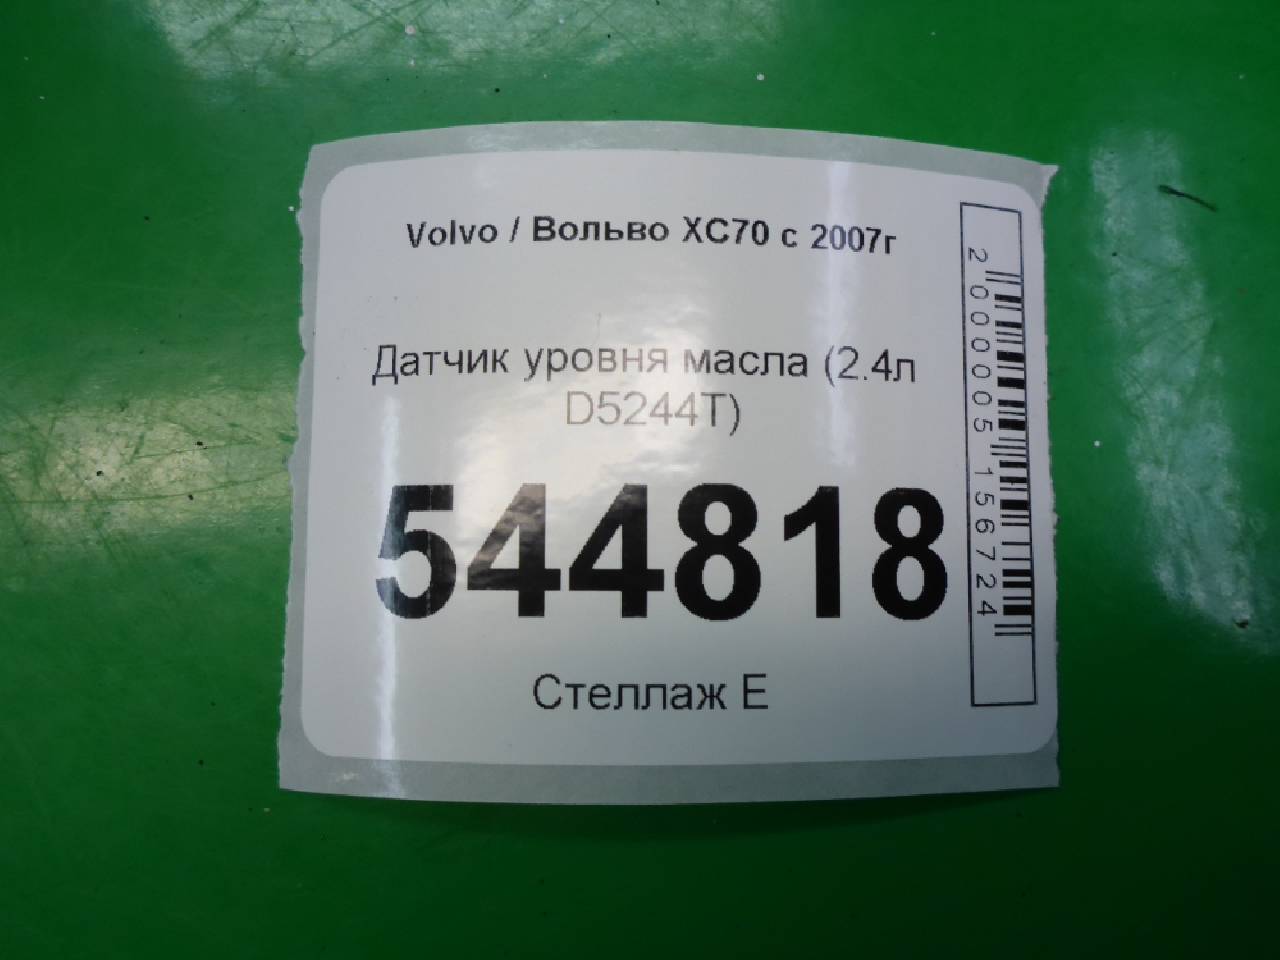 Volvo / Вольво XC70 с 2007г
Датчик уровня масла (2.4л
D5244T)
544818
Стеллаж Е
2000005156724